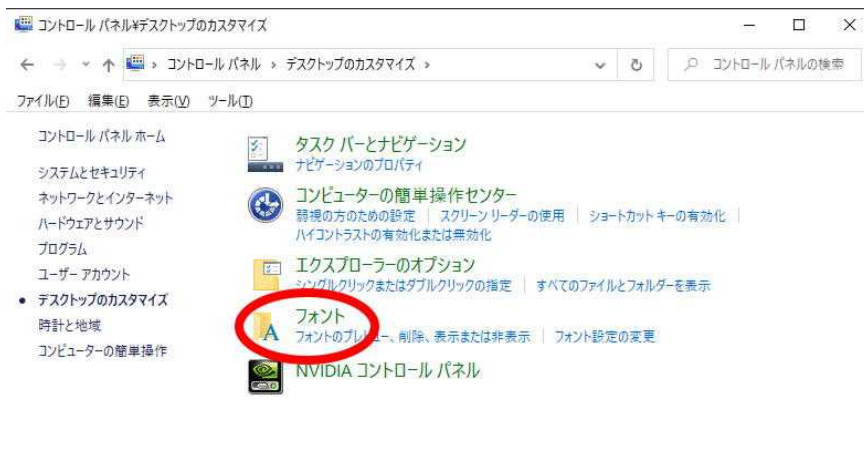 コントロール パネル¥デスクトップのカスタマイズ
コントロール パネル › デスクトップのカスタマイズ ›
コントロール パネルの検索
ファイル(F) 編集(E) 表示(V) ツール(T)
コントロール パネル ホーム
システムとセキュリティ
ネットワークとインターネット
ハードウェアとサウンド
プログラム
ユーザー アカウント
デスクトップのカスタマイズ
時計と地域
コンピューターの簡単操作
タスク バーとナビゲーション
ナビゲーションのプロパティ
コンピューターの簡単操作センター
弱視の方のための設定 | スクリーン リーダーの使用 | ショートカット キーの有効化 |
ハイコントラストの有効化または無効化
エクスプローラーのオプション
シングルクリックまたはダブルクリックの指定 | すべてのファイルとフォルダーを表示
フォント
フォントのプレビュー、削除、表示または非表示 | フォント設定の変更
NVIDIA コントロール パネル